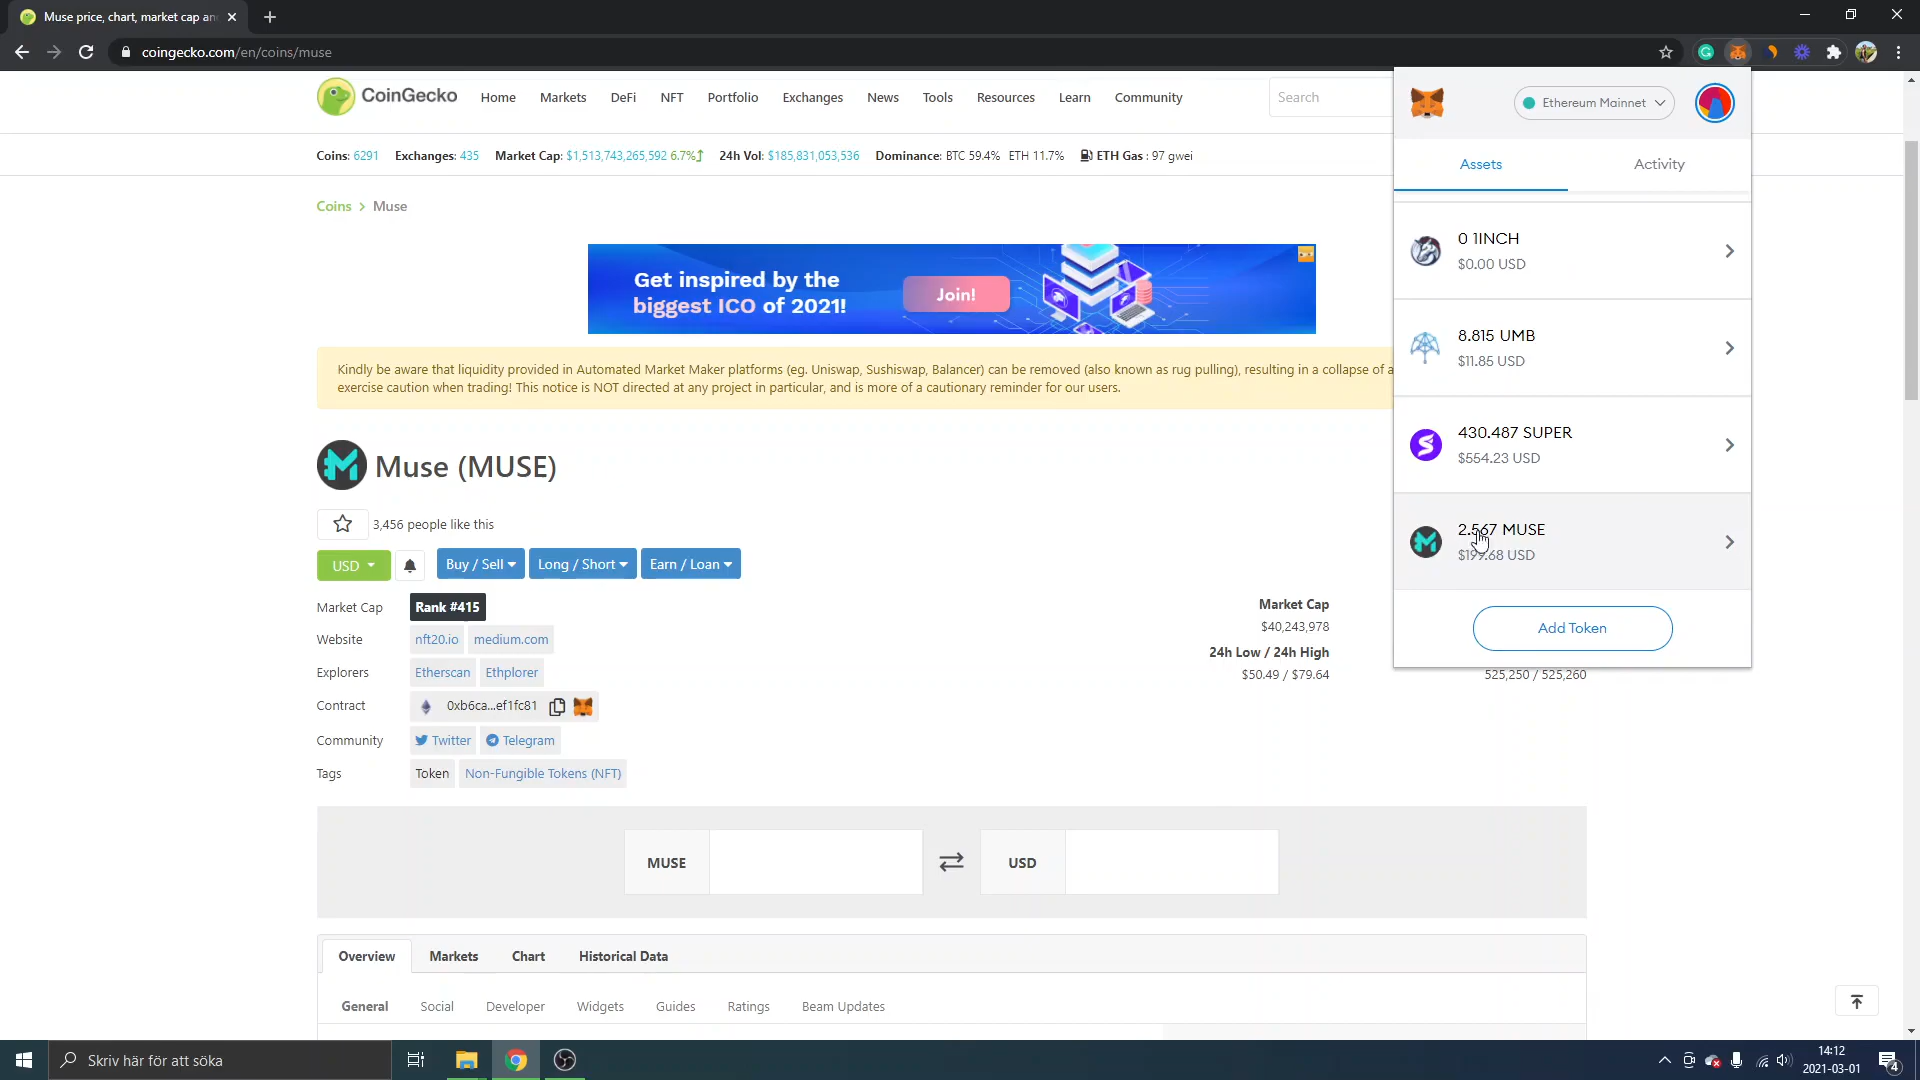 Muse price, chart, market cap an
coingecko.com/en/coins/muse
CoinGecko
Home
Markets
DeFi
NFT
Portfolio
Exchanges
News
Tools
Resources
Learn
Community
Search
Coins: 6291 Exchanges: 435 Market Cap: $1,513,743,265,592 6.7% 24h Vol: $185,831,053,536 Dominance: BTC 59.4% ETH 11.7% ETH Gas : 97 gwei
Coins > Muse
Get inspired by the
biggest ICO of 2021!
Join!
Kindly be aware that liquidity provided in Automated Market Maker platforms (eg. Uniswap, Sushiswap, Balancer) can be removed (also known as rug pulling), resulting in a collapse of a
exercise caution when trading! This notice is NOT directed at any project in particular, and is more of a cautionary reminder for our users.
Muse (MUSE)
3,456 people like this
USD
Buy / Sell
Long / Short
Earn / Loan
Market Cap Rank #415
Website nft20.io medium.com
Explorers Etherscan Ethplorer
Contract 0xb6ca...ef1fc81
Community Twitter Telegram
Tags Token Non-Fungible Tokens (NFT)
Market Cap
$40,243,978
24h Low / 24h High
$50.49 / $79.64
525,250 / 525,260
MUSE
USD
Overview
Markets
Chart
Historical Data
General
Social
Developer
Widgets
Guides
Ratings
Beam Updates
Ethereum Mainnet
Assets
Activity
0 1INCH
$0.00 USD
8.815 UMB
$11.85 USD
430.487 SUPER
$554.23 USD
2.567 MUSE
$199.68 USD
Add Token
Skriv här för att söka
14:12
2021-03-01
4